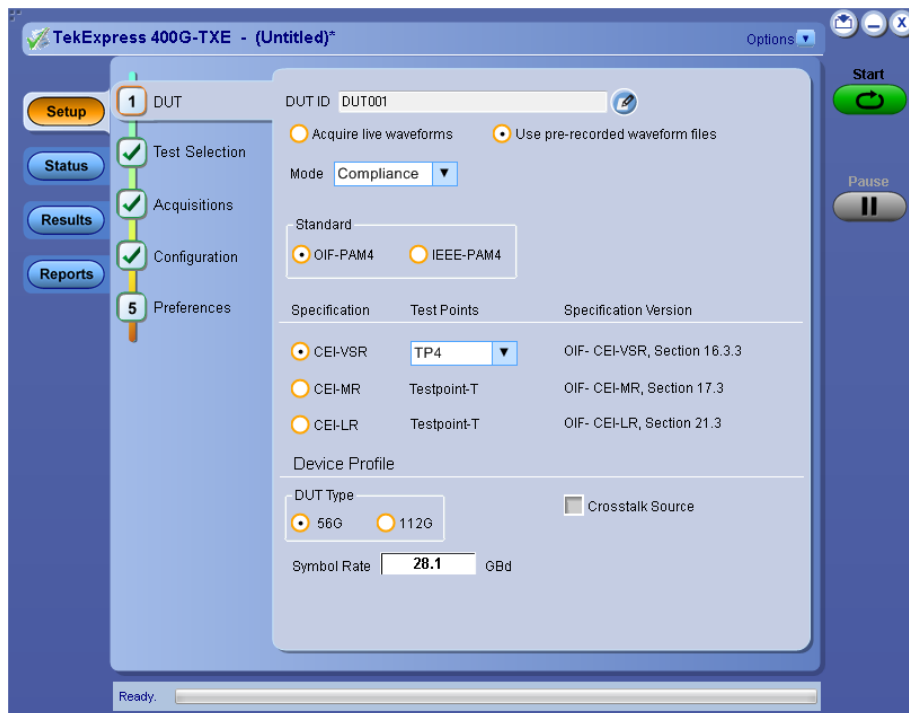 TekExpress 400G-TXE - (Untitled)*
Options
X
Start
Pause
Setup
Status
Results
Reports
1 DUT
Test Selection
Acquisitions
Configuration
5 Preferences
DUT ID DUT001
Acquire live waveforms Use pre-recorded waveform files
Mode Compliance
Standard
OIF-PAM4 IEEE-PAM4
Specification Test Points Specification Version
CEI-VSR TP4 OIF- CEI-VSR, Section 16.3.3
CEI-MR Testpoint-T OIF- CEI-MR, Section 17.3
CEI-LR Testpoint-T OIF- CEI-LR, Section 21.3
Device Profile
DUT Type
56G 112G Crosstalk Source
Symbol Rate 28.1 GBd
Ready.